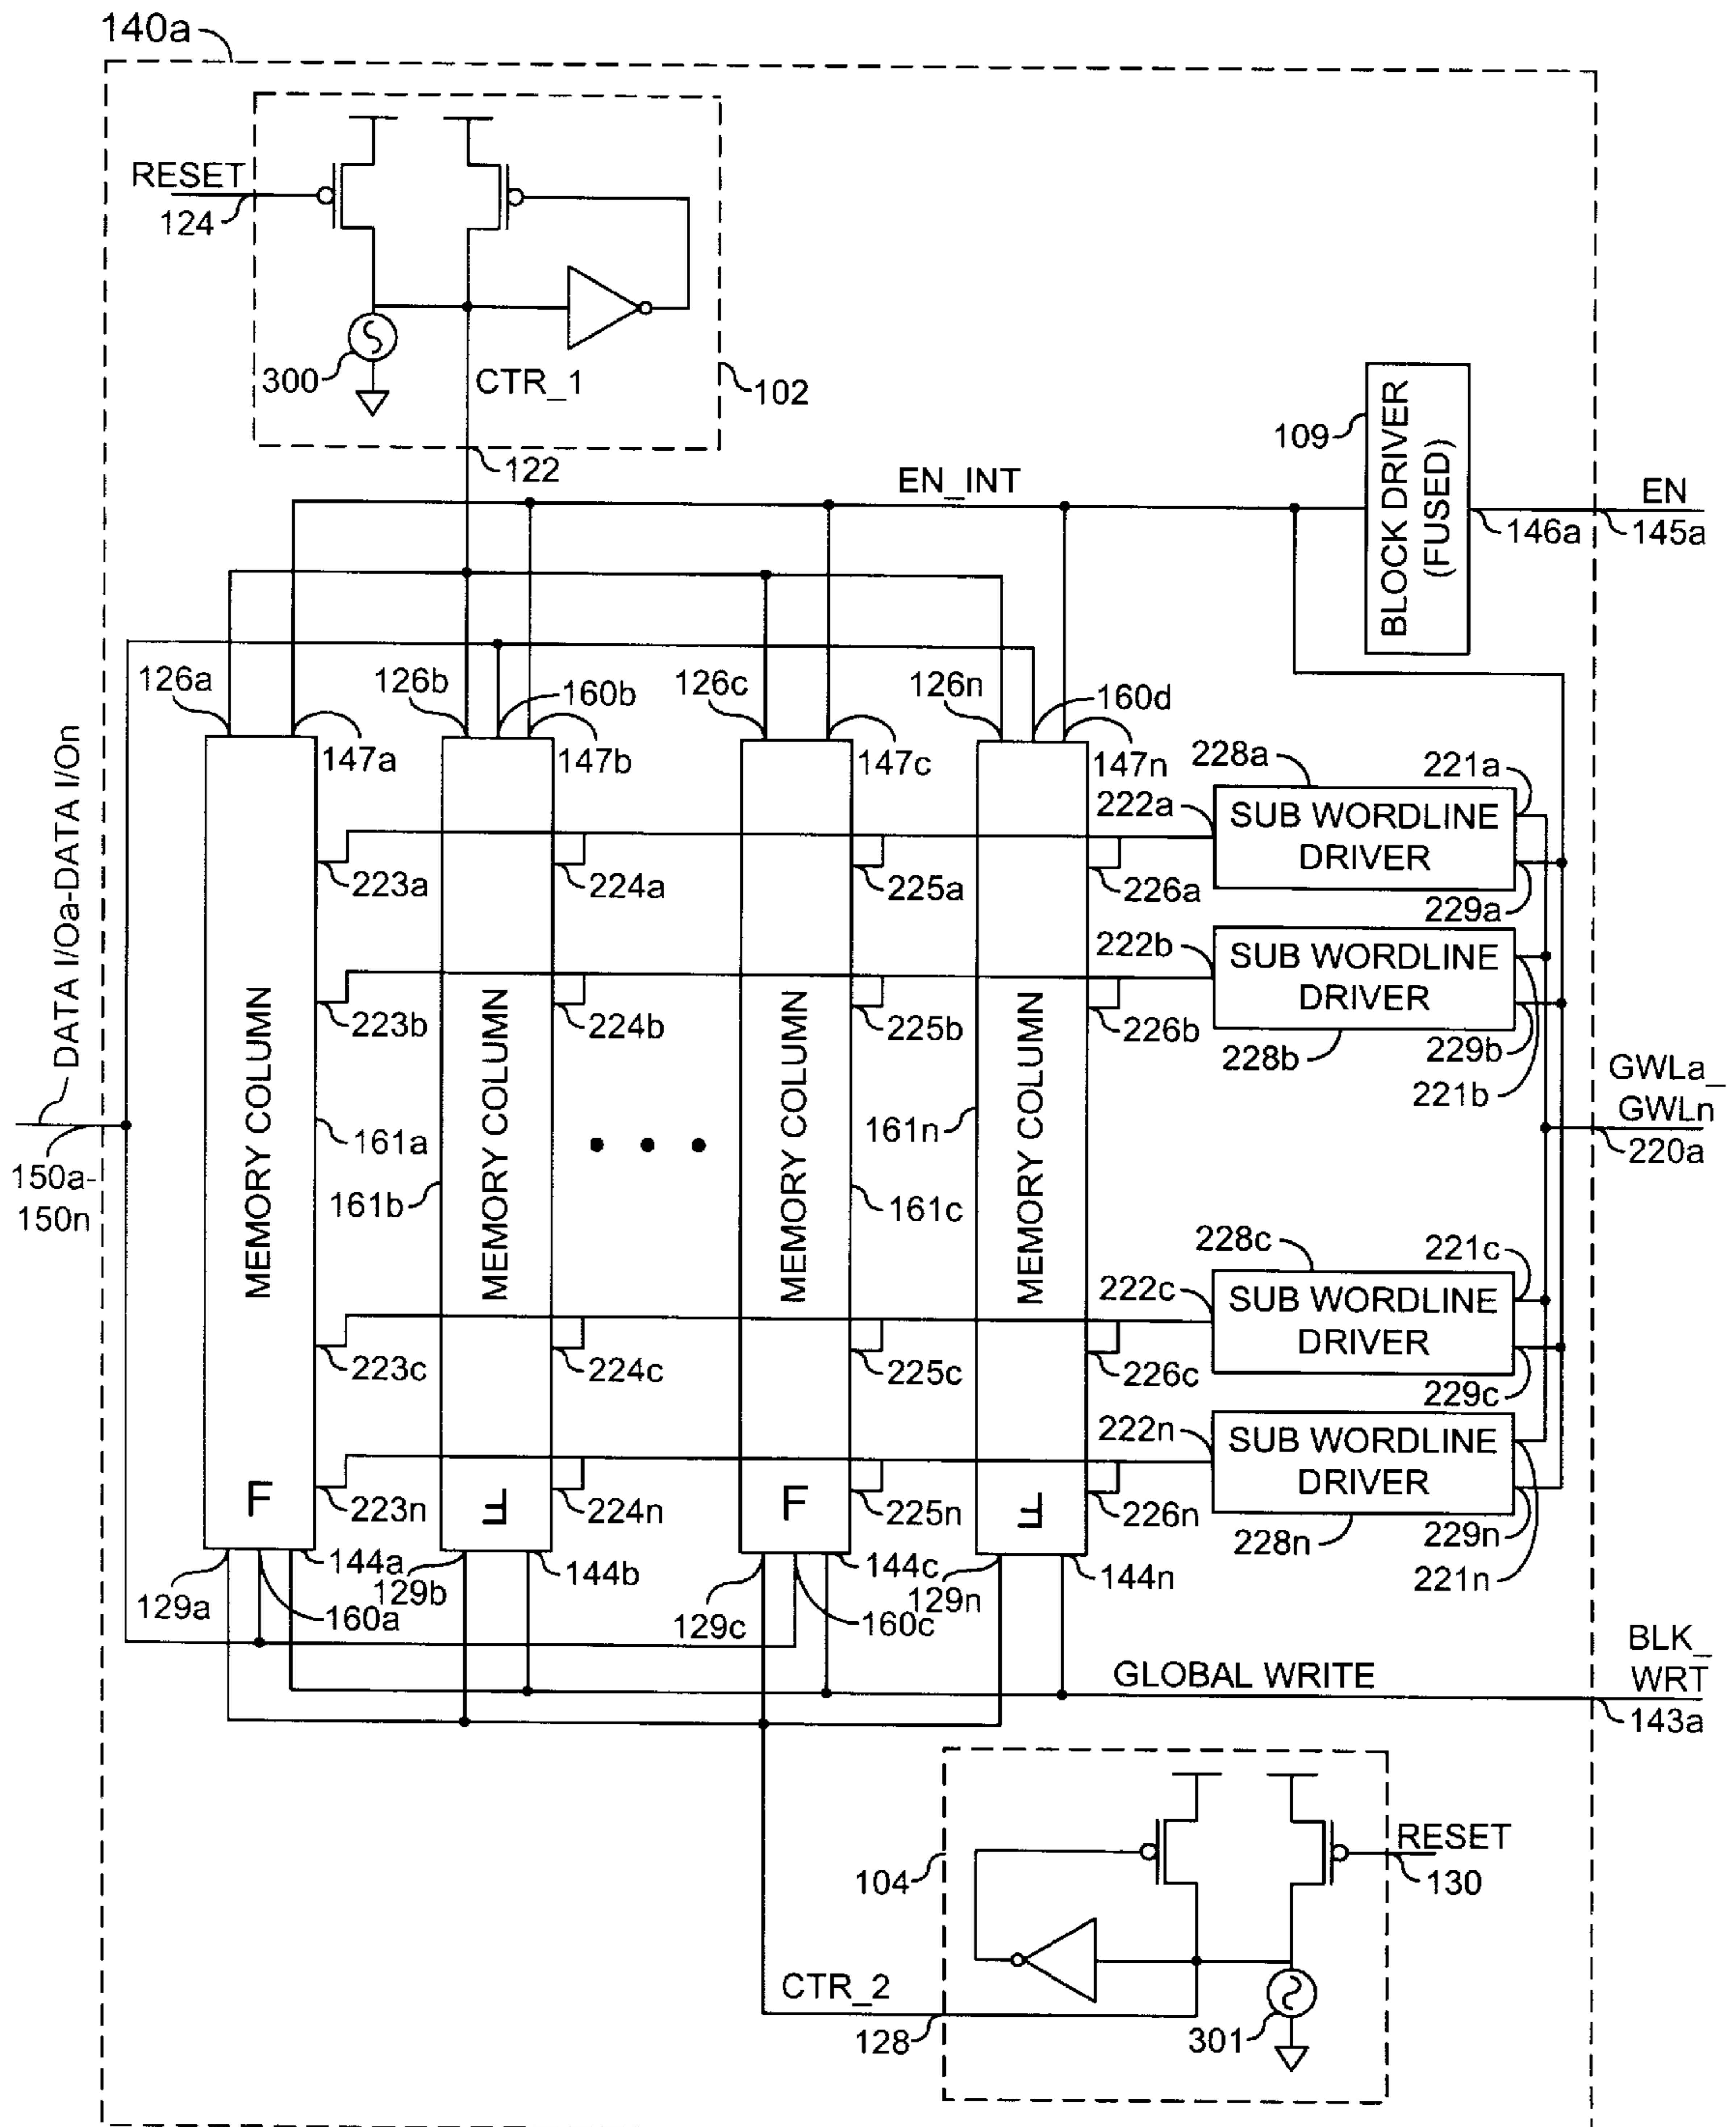 140a
RESET
124
300
CTR_1
102
122
EN_INT
109
BLOCK DRIVER
(FUSED)
EN
146a
145a
126a
126b
160b
126c
126n
160d
147a
147b
147c
147n
DATA I/Oa-DATA I/On
150a-
150n
MEMORY COLUMN
MEMORY COLUMN
MEMORY COLUMN
MEMORY COLUMN
161a
161b
161c
161n
228a
221a
222a
SUB WORDLINE
DRIVER
223a
224a
225a
226a
229a
222b
SUB WORDLINE
DRIVER
223b
224b
225b
226b
228b
229b
221b
GWLa_
GWLn
220a
228c
221c
222c
SUB WORDLINE
DRIVER
223c
224c
225c
226c
229c
222n
SUB WORDLINE
DRIVER
F
F
F
F
223n
224n
225n
226n
228n
229n
221n
129a
144a
160a
129b
144b
129c
144c
160c
129n
144n
GLOBAL WRITE
BLK_
WRT
143a
104
RESET
130
CTR_2
128
301